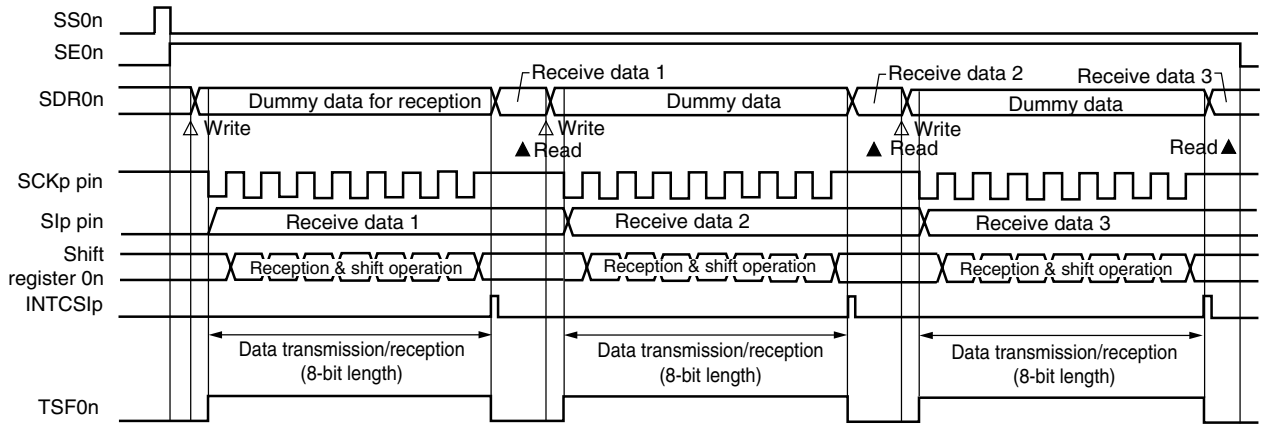 SS0n
SE0n
Receive data 1
Receive data 2
Receive data 3
SDR0n
Dummy data for reception
Dummy data
Dummy data
Write
Write
Write
Read
Read
Read
SCKp pin
SIp pin
Receive data 1
Receive data 2
Receive data 3
Shift
register 0n
Reception & shift operation
Reception & shift operation
Reception & shift operation
INTCSIp
Data transmission/reception
(8-bit length)
Data transmission/reception
(8-bit length)
Data transmission/reception
(8-bit length)
TSF0n